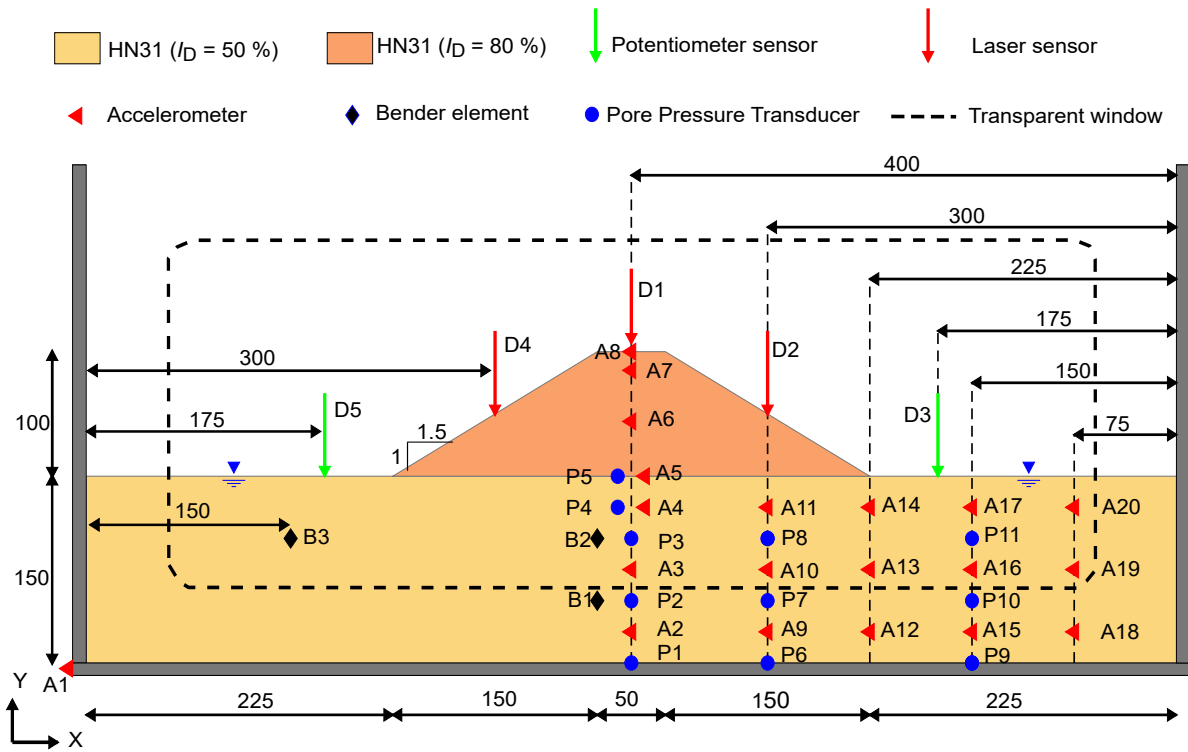 HN31 (ID = 50 %)
HN31 (ID = 80 %)
Potentiometer sensor
Laser sensor
Accelerometer
Bender element
Pore Pressure Transducer
Transparent window
400
300
225
175
150
75
D1
D4
D2
D5
D3
300
175
150
100
150
1.5
1
A8
A7
A6
P5
A5
P4
A4
A11
A14
A17
A20
B3
B2
P3
P8
P11
A3
A10
A13
A16
A19
B1
P2
P7
P10
A2
A9
A12
A15
A18
P1
P6
P9
A1
Y
X
225
150
50
150
225